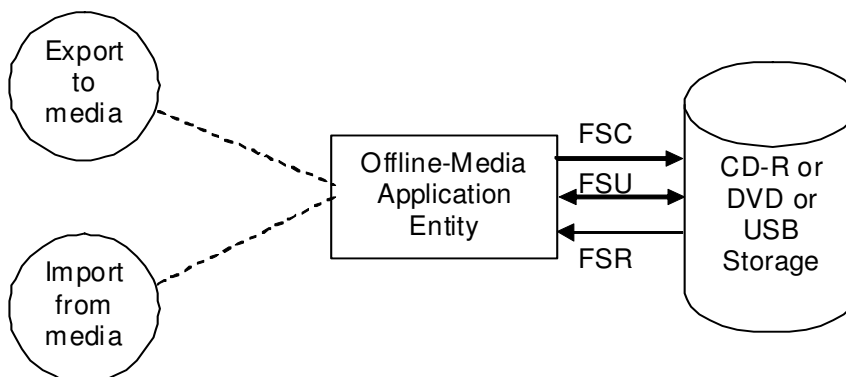 Export
to
media
Offline-Media
Application
Entity
FSC
FSU
FSR
CD-R or
DVD or
USB
Storage
Import
from
media